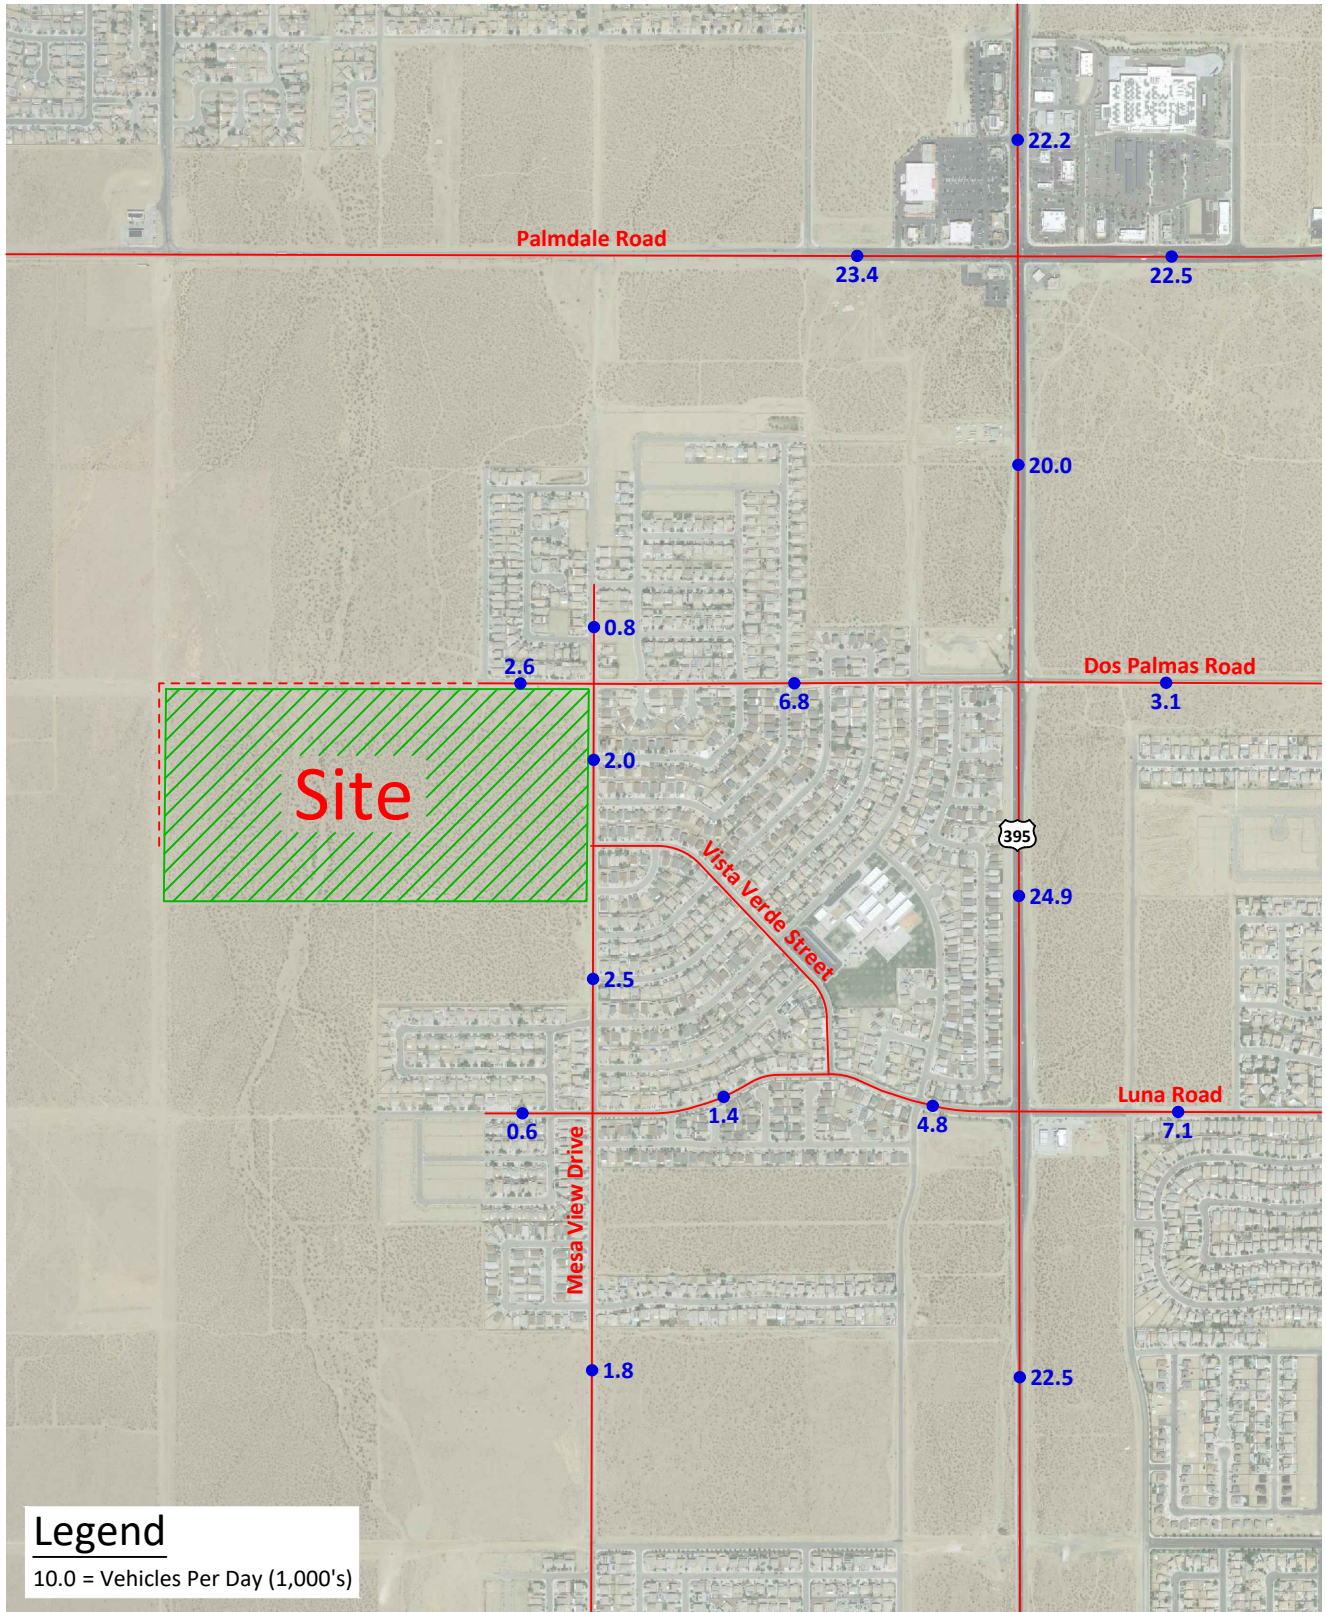 22.2
Palmdale Road
23.4
22.5
20.0
0.8
2.6
Dos Palmas Road
6.8
3.1
2.0
Site
395
Vista Verde Street
24.9
2.5
Luna Road
1.4
0.6
4.8
7.1
Mesa View Drive
1.8
22.5
Legend
10.0 = Vehicles Per Day (1,000's)